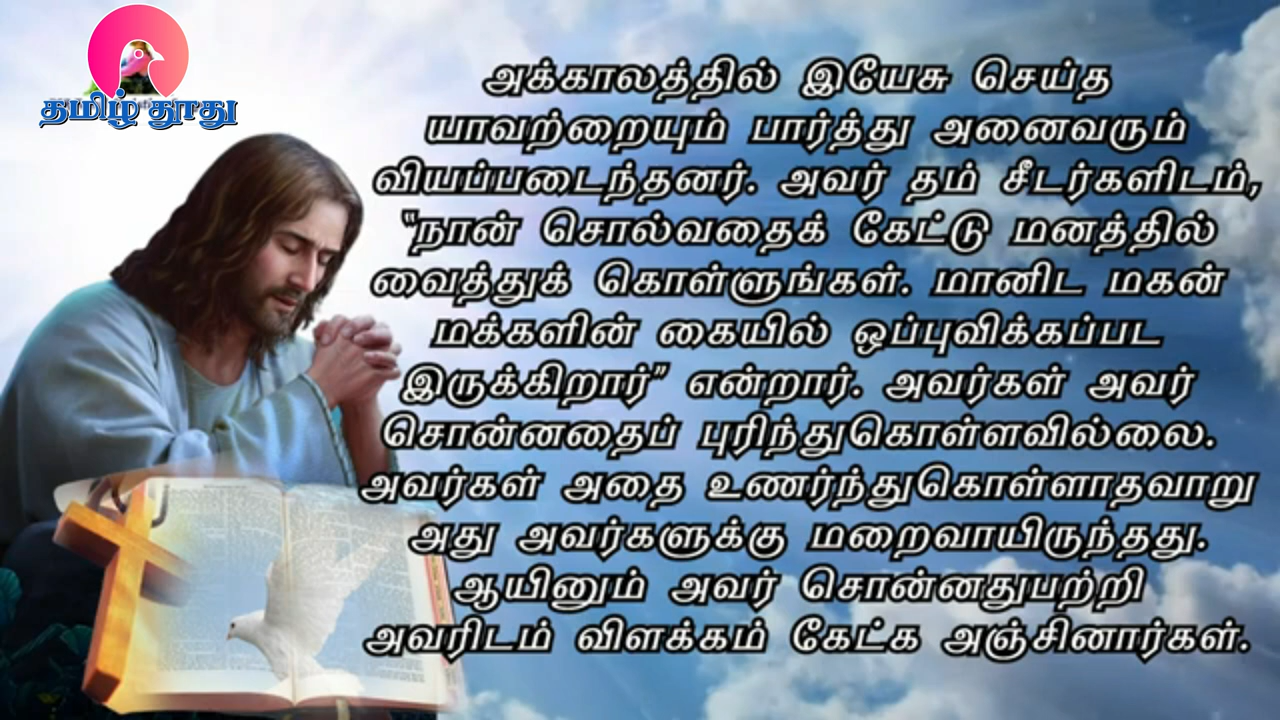 தமிழ் தூது
அக்காலத்தில் இயேசு செய்த
யாவற்றையும் பார்த்து அனைவரும்
வியப்படைந்தனர். அவர் தம் சீடர்களிடம்,
“நான் சொல்வதைக் கேட்டு மனத்தில்
வைத்துக் கொள்ளுங்கள். மானிட மகன்
மக்களின் கையில் ஒப்புவிக்கப்பட
இருக்கிறார்” என்றார். அவர்கள் அவர்
சொன்னதைப் புரிந்துகொள்ளவில்லை.
அவர்கள் அதை உணர்ந்துகொள்ளாதவாறு
அது அவர்களுக்கு மறைவாயிருந்தது.
ஆயினும் அவர் சொன்னதுபற்றி
அவரிடம் விளக்கம் கேட்க அஞ்சினார்கள்.